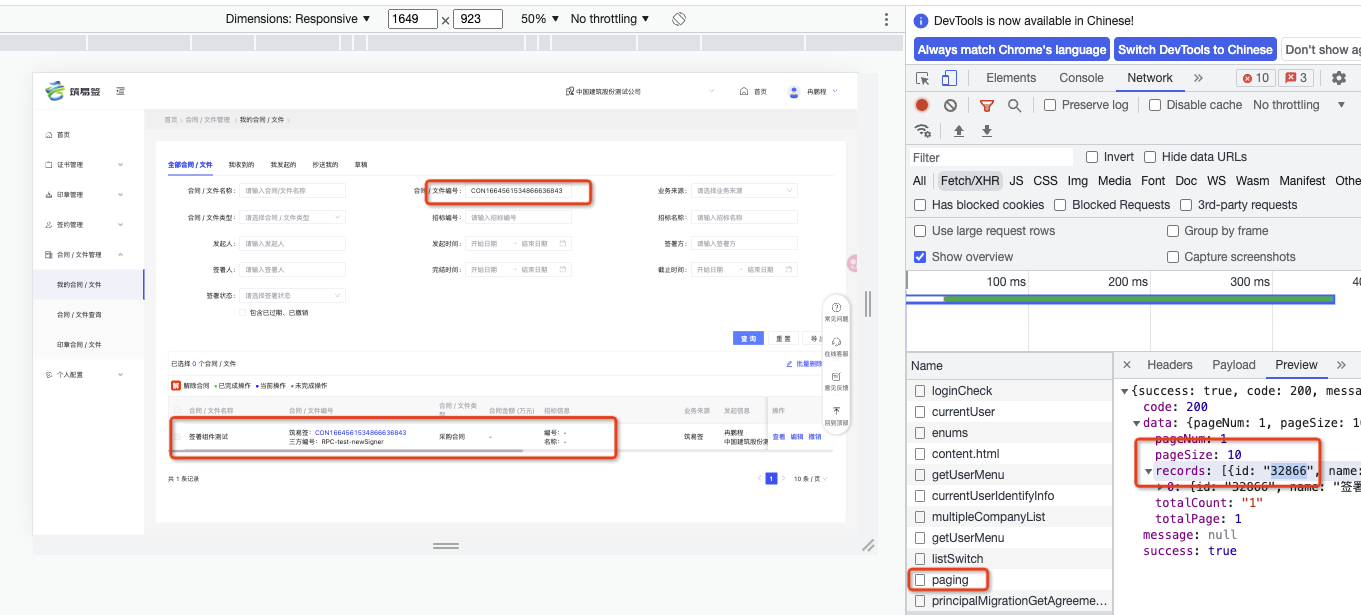 Dimensions: Responsive ▼ 1649 × 923 50% ▼ No throttling ▼
筑易签
中国建筑股份测试公司 首页 冉鹏程
首页
证书管理
印章管理
签约管理
合同 / 文件管理
我的合同 / 文件
合同 / 文件查询
印章合同 / 文件
个人配置
首页 / 合同 / 文件管理 / 我的合同 / 文件
全部合同 / 文件 我收到的 我发起的 抄送我的 草稿
合同 / 文件名称: 请输入合同/文件名称 合同 / 文件编号: CON1664561534866636843 业务来源: 请选择业务来源
合同 / 文件类型: 请选择合同 / 文件类型 招标编号: 请输入招标编号 招标名称: 请输入招标名称
发起人: 请输入发起人 发起时间: 开始日期 → 结束日期 签署方: 请输入签署方
签署人: 请输入签署人 完结时间: 开始日期 → 结束日期 截止时间: 开始日期 → 结束日期
签署状态: 请选择签署状态
包含已过期、已撤销
查 询 重 置 导
已选择 0 个合同 / 文件 批量删除
解 解除合同 •已完成操作 •当前操作 •未完成操作
合同 / 文件名称 合同 / 文件编号 合同 / 文件类型 合同金额 (万元) 招标信息 业务来源 发起信息 操作
签署组件测试 筑易签: CON1664561534866636843 采购合同 - 编号: - 筑易签 冉鹏程 查看 编辑 撤销
三方编号: RPC-test-newSigner 名称: - 中国建筑股份测
共 1 条记录 1 10 条 / 页
常见问题
在线客服
意见反馈
回到顶部
DevTools is now available in Chinese!
Always match Chrome's language Switch DevTools to Chinese Don't show ag
Elements Console Network » 10 3
Preserve log Disable cache No throttling ▼
Filter Invert Hide data URLs
All Fetch/XHR JS CSS Img Media Font Doc WS Wasm Manifest Othe
Has blocked cookies Blocked Requests 3rd-party requests
Use large request rows Group by frame
Show overview Capture screenshots
100 ms 200 ms 300 ms 40
Name
loginCheck
currentUser
enums
content.html
getUserMenu
currentUserIdentifyInfo
multipleCompanyList
getUserMenu
listSwitch
paging
principalMigrationGetAgreeme...
× Headers Payload Preview »
▼{success: true, code: 200, messa
code: 200
▼data: {pageNum: 1, pageSize: 10
pageNum: 1
pageSize: 10
▼records: [{id: "32866", name:
▶0: {id: "32866", name: "签署
totalCount: "1"
totalPage: 1
message: null
success: true